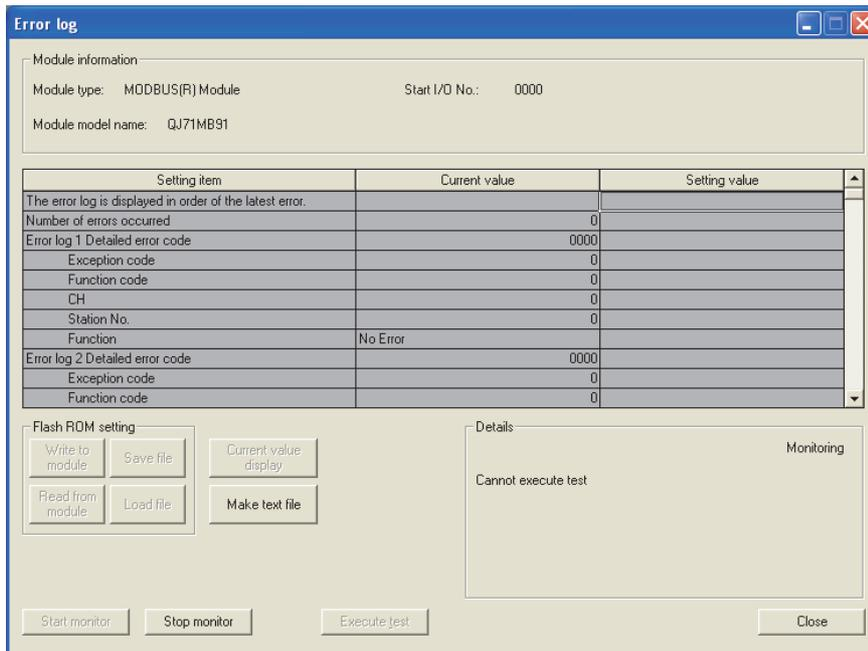 Error log
Module information
Module type: MODBUS(R) Module Start I/O No.: 0000
Module model name: QJ71MB91
Setting item Current value Setting value
The error log is displayed in order of the latest error.
Number of errors occurred 0
Error log 1 Detailed error code 0000
Exception code 0
Function code 0
CH 0
Station No. 0
Function No Error
Error log 2 Detailed error code 0000
Exception code 0
Function code 0
Flash ROM setting
Write to
module
Save file
Current value
display
Read from
module
Load file
Make text file
Details
Monitoring
Cannot execute test
Start monitor Stop monitor Execute test Close